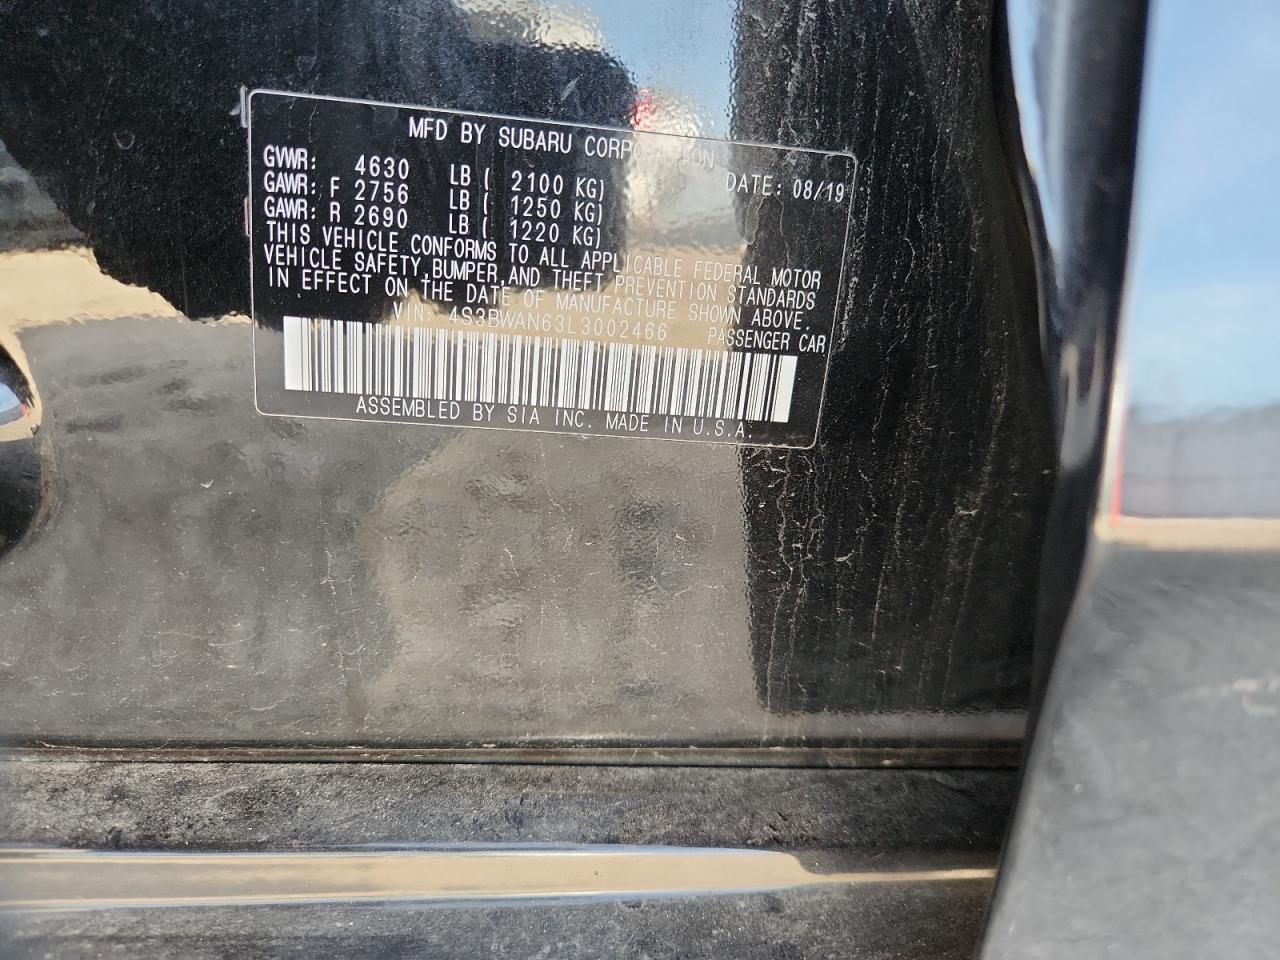 MFD BY SUBARU CORPORATION
GVWR: 4630 LB ( 2100 KG) DATE: 08/19
GAWR: F 2756 LB ( 1250 KG)
GAWR: R 2690 LB ( 1220 KG)
THIS VEHICLE CONFORMS TO ALL APPLICABLE FEDERAL MOTOR
VEHICLE SAFETY, BUMPER, AND THEFT PREVENTION STANDARDS
IN EFFECT ON THE DATE OF MANUFACTURE SHOWN ABOVE.
VIN: 4S3BWAN63L3002466 PASSENGER CAR
ASSEMBLED BY SIA INC. MADE IN U.S.A.